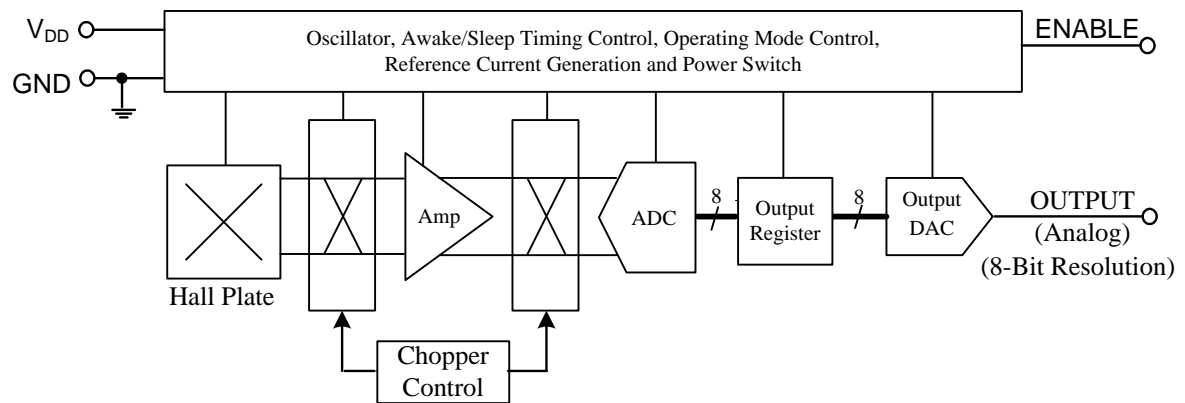 V_DD
GND
Oscillator, Awake/Sleep Timing Control, Operating Mode Control,
Reference Current Generation and Power Switch
ENABLE
Hall Plate
Amp
ADC
8
Output
Register
8
Output
DAC
OUTPUT
(Analog)
(8-Bit Resolution)
Chopper
Control